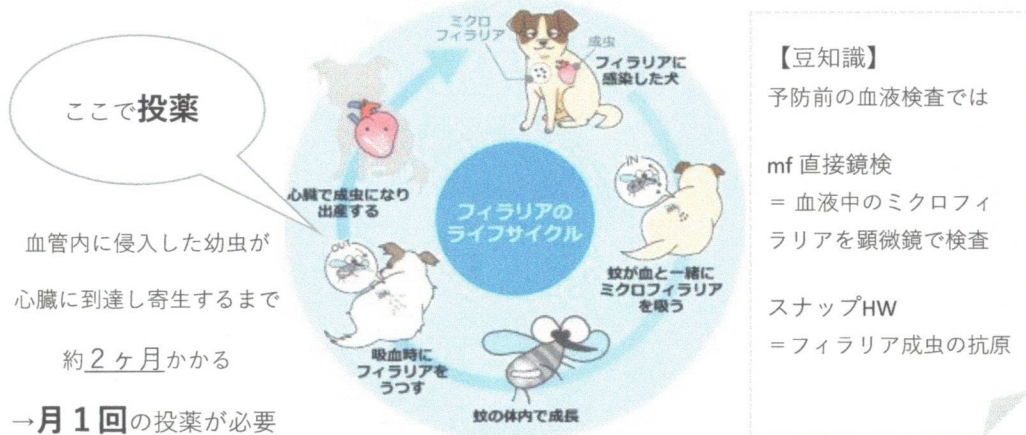 ここで投薬
血管内に侵入した幼虫が
心臓に到達し寄生するまで
約２ヶ月かかる
→月１回の投薬が必要
ミクロ
フィラリア
成虫
フィラリアに
感染した犬
IN
蚊が血と一緒に
ミクロフィラリア
を吸う
蚊の体内で成長
OUT
吸血時に
フィラリアを
うつす
心臓で成虫になり
出産する
フィラリアの
ライフサイクル
【豆知識】
予防前の血液検査では
mf 直接鏡検
= 血液中のミクロフィ
ラリアを顕微鏡で検査
スナップHW
＝フィラリア成虫の抗原